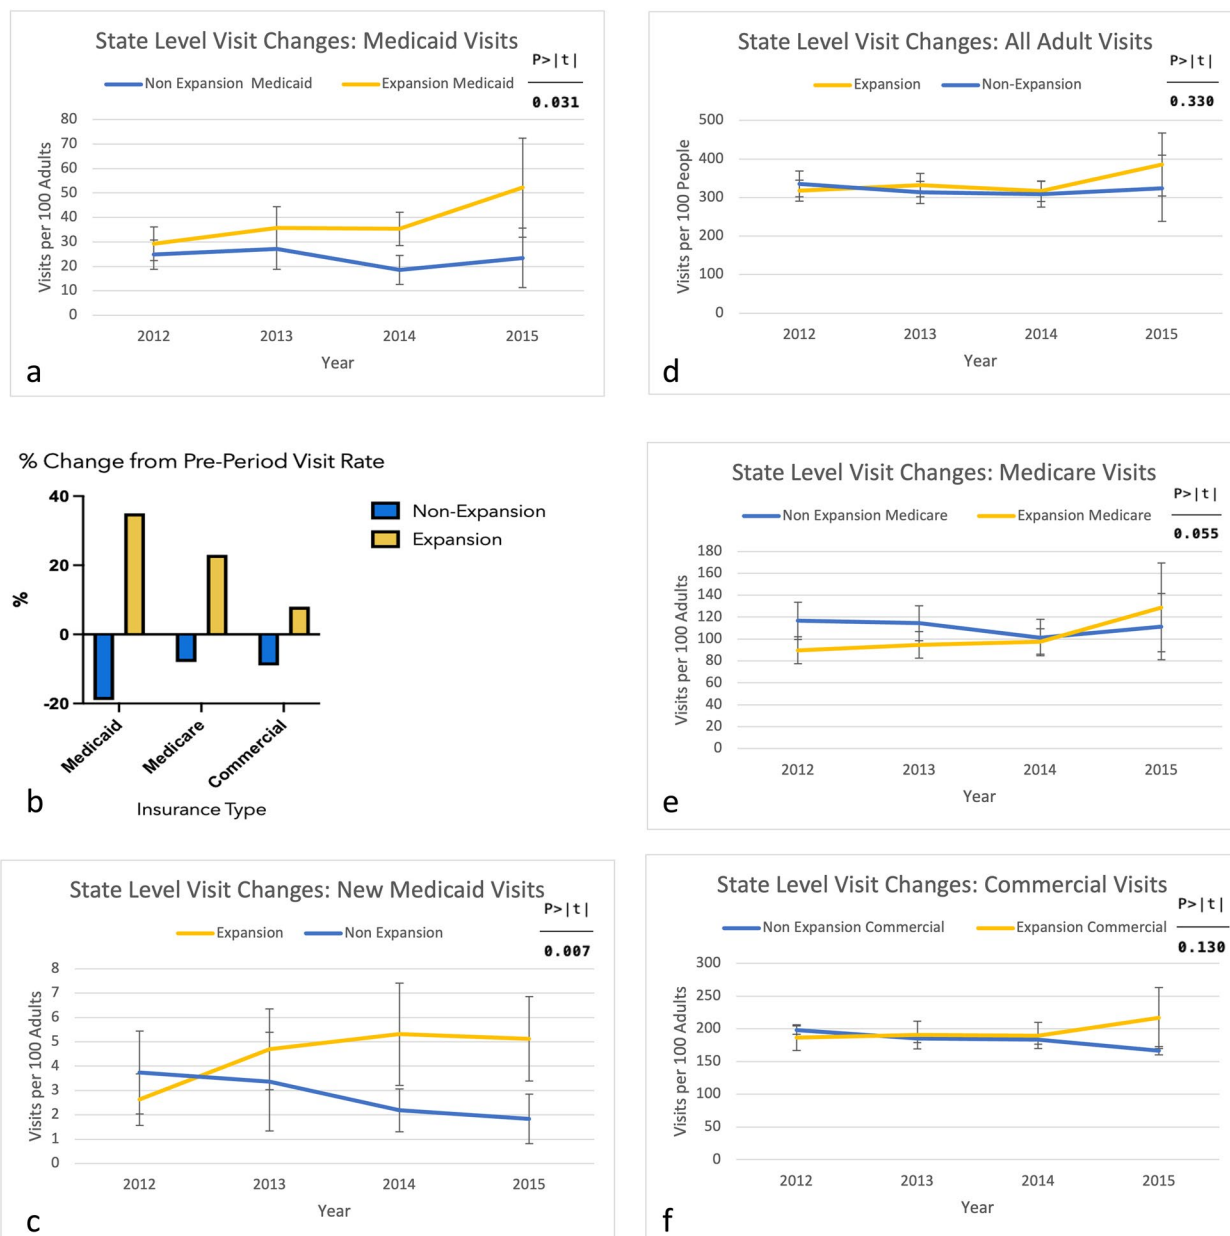 State Level Visit Changes: Medicaid Visits
P>|t|
0.031
Non Expansion Medicaid
Expansion Medicaid
80
70
60
50
40
30
20
10
0
Visits per 100 Adults
2012 2013 2014 2015
Year
a
State Level Visit Changes: All Adult Visits
P>|t|
0.330
Expansion
Non-Expansion
500
400
300
200
100
0
Visits per 100 People
2012 2013 2014 2015
Year
d
% Change from Pre-Period Visit Rate
40
20
0
-20
%
Non-Expansion
Expansion
Medicaid
Medicare
Commercial
Insurance Type
b
State Level Visit Changes: Medicare Visits
P>|t|
0.055
Non Expansion Medicare
Expansion Medicare
180
160
140
120
100
80
60
40
20
0
Visits per 100 Adults
2012 2013 2014 2015
Year
e
State Level Visit Changes: New Medicaid Visits
P>|t|
0.007
Expansion
Non Expansion
8
7
6
5
4
3
2
1
0
Visits per 100 Adults
2012 2013 2014 2015
Year
c
State Level Visit Changes: Commercial Visits
P>|t|
0.130
Non Expansion Commercial
Expansion Commercial
300
250
200
150
100
50
0
Visits per 100 Adults
2012 2013 2014 2015
Year
f